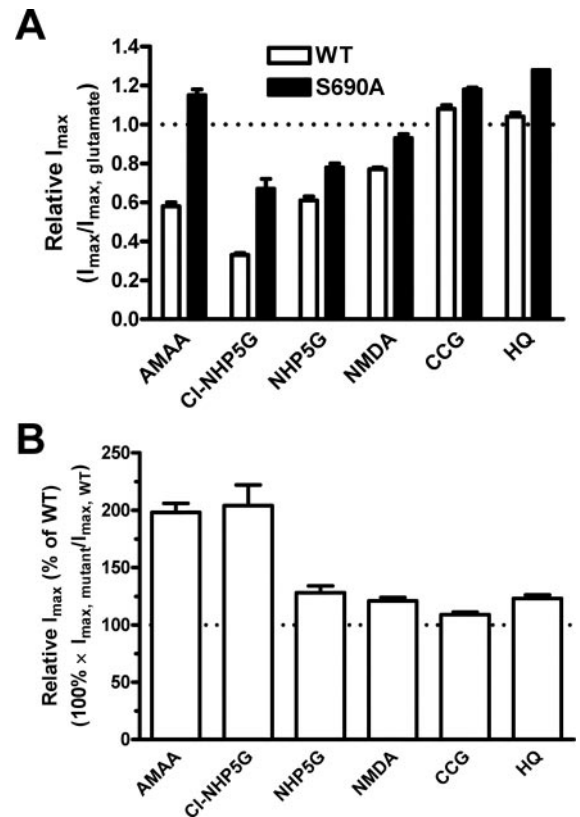 A
WT
S690A
Relative Imax
(Imax/Imax, glutamate)
1.4
1.2
1.0
0.8
0.6
0.4
0.2
0.0
AMAA
Cl-NHP5G
NHP5G
NMDA
CCG
HQ
B
Relative Imax (% of WT)
(100% × Imax, mutant/Imax, WT)
250
200
150
100
50
0
AMAA
Cl-NHP5G
NHP5G
NMDA
CCG
HQ